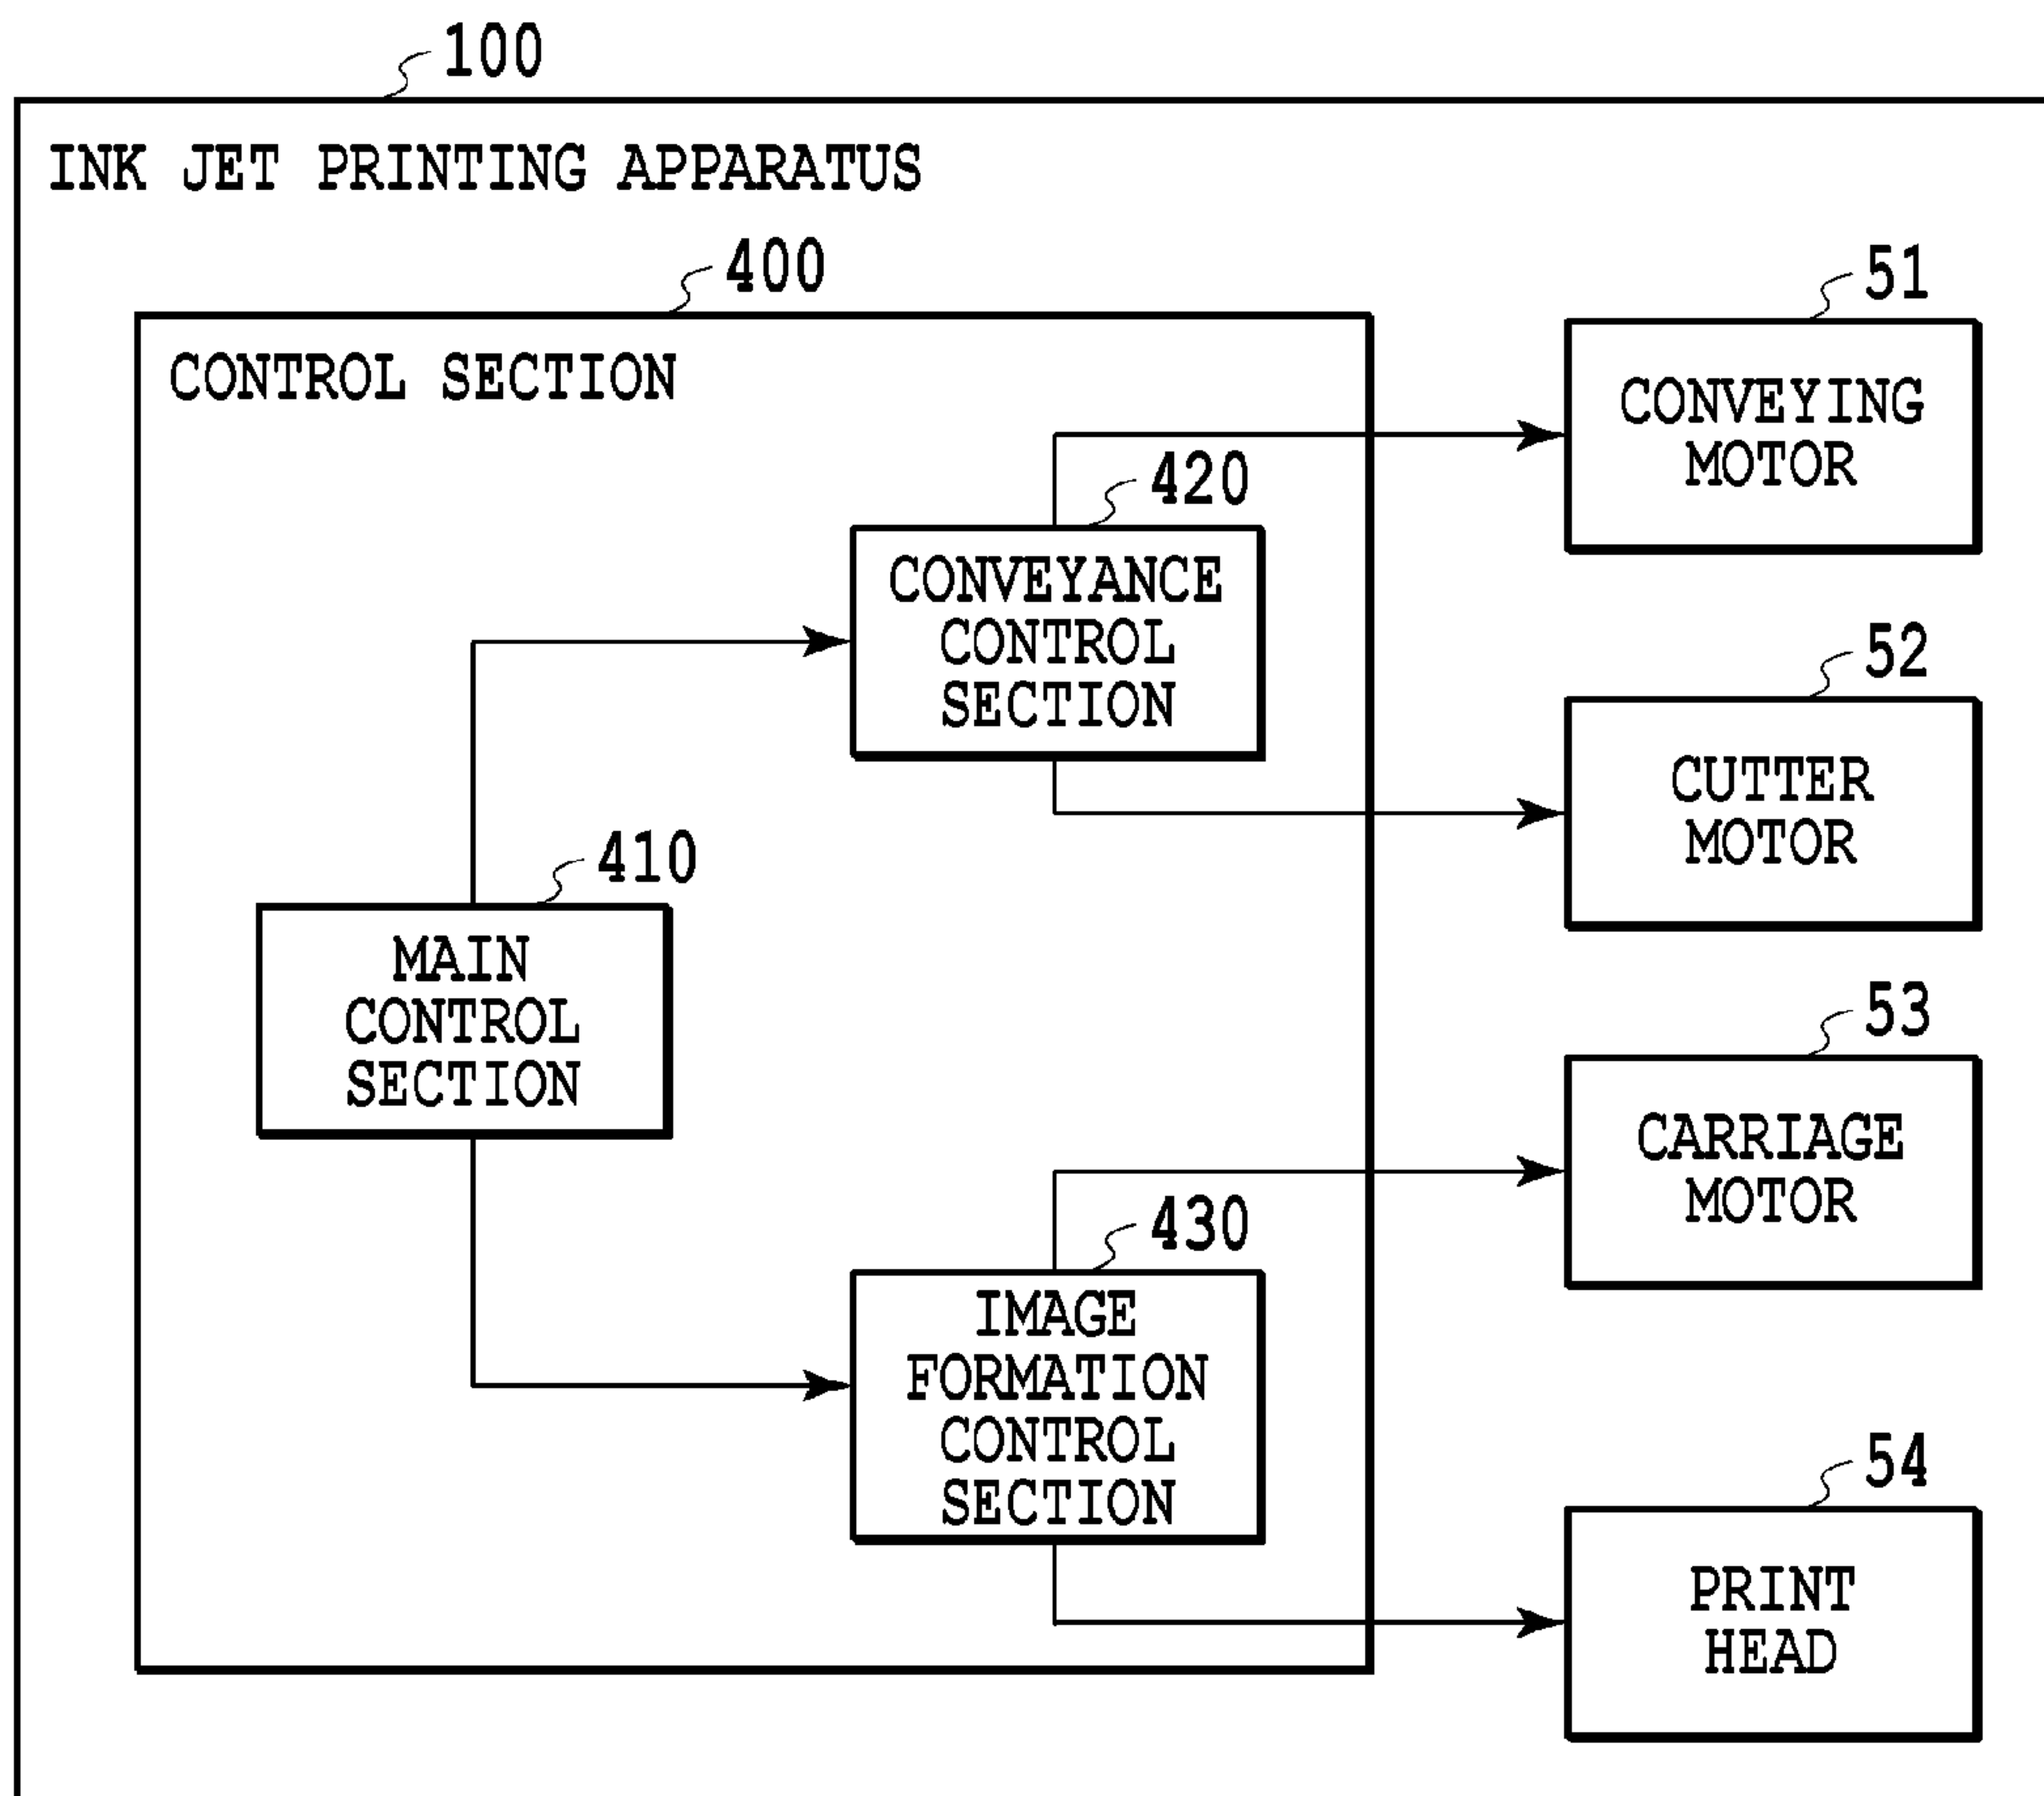 100
INK JET PRINTING APPARATUS
400
CONTROL SECTION
51
CONVEYING
MOTOR
420
CONVEYANCE
CONTROL
SECTION
52
CUTTER
MOTOR
410
MAIN
CONTROL
SECTION
53
CARRIAGE
MOTOR
430
IMAGE
FORMATION
CONTROL
SECTION
54
PRINT
HEAD